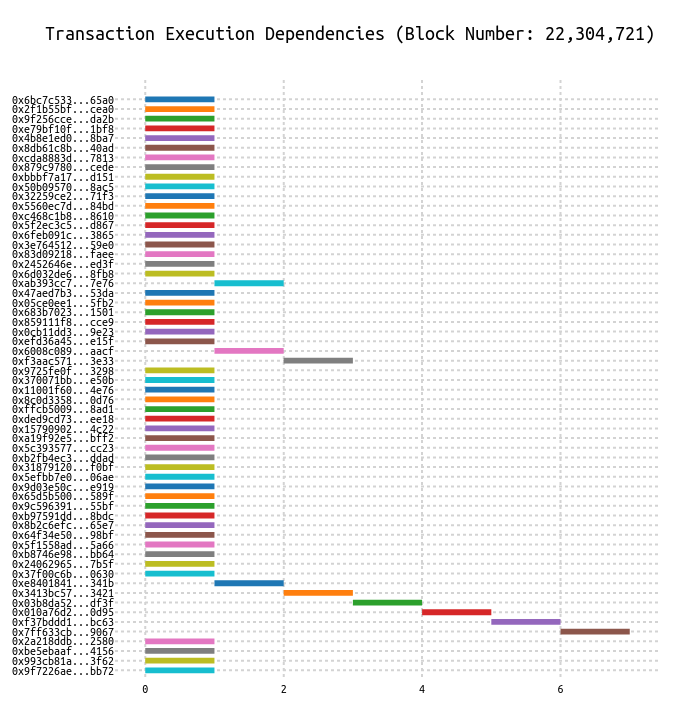 Transaction Execution Dependencies (Block Number: 22,304,721)
0x6bc7c533...65a0
0x2f1b55bf...cea0
0x9f256cce...da2b
0xe79bf10f...1bf8
0x4b8e1ed0...8ba7
0x8db61c8b...40ad
0xcda8883d...7813
0x879c9780...cede
0xbbbf7a17...d151
0x50b09570...8ac5
0x32259ce2...71f3
0x5560ec7d...84bd
0xc468c1b8...8610
0x5f2ec3c5...d867
0x6feb091c...3865
0x3e764512...59e0
0x83d09218...faee
0x2452646e...ed3f
0x6d032de6...8fb8
0xab393cc7...7e76
0x47aed7b3...53da
0x05ce0ee1...5fb2
0x683b7023...1501
0x859111f8...cce9
0x0cb11dd3...9e23
0xefd36a45...e15f
0x6008c089...aacf
0xf3aac571...3e33
0x9725fe0f...3298
0x370071bb...e50b
0x11001f60...4e76
0x8c0d3358...0d76
0xffcb5009...8ad1
0xded9cd73...ee18
0x15790902...4c22
0xa19f92e5...bff2
0x5c393577...cc23
0xb2fb4ec3...ddad
0x31879120...f0bf
0x5efbb7e0...06ae
0x9d03e50c...e919
0x65d5b500...589f
0x9c596391...55bf
0xb97591dd...8bdc
0x8b2c6efc...65e7
0x64f34e50...98bf
0x5f1558ad...5a66
0xb8746e98...bb64
0x24062965...7b5f
0x37f00c6b...0630
0xe8401841...341b
0x3413bc57...3421
0x03b8da52...df3f
0x010a76d2...0d95
0xf37bddd1...bc63
0x7ff633cb...9067
0x2a218ddb...2580
0xbe5ebaaf...4156
0x993cb81a...3f62
0x9f7226ae...bb72
0 2 4 6